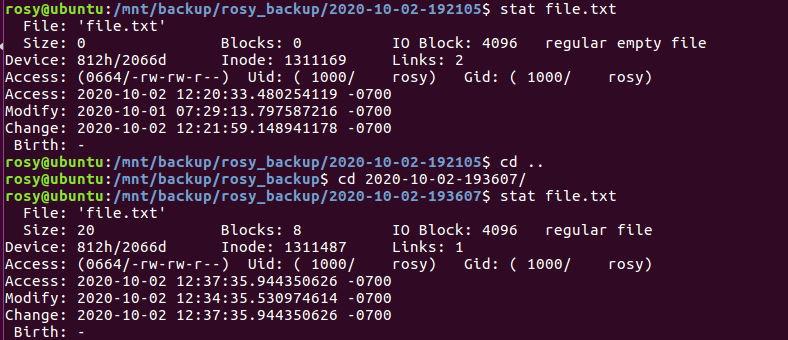 rosy@ubuntu:/mnt/backup/rosy_backup/2020-10-02-192105$ stat file.txt
  File: 'file.txt'
  Size: 0               Blocks: 0          IO Block: 4096   regular empty file
Device: 812h/2066d      Inode: 1311169     Links: 2
Access: (0664/-rw-rw-r--)  Uid: ( 1000/    rosy)   Gid: ( 1000/    rosy)
Access: 2020-10-02 12:20:33.480254119 -0700
Modify: 2020-10-01 07:29:13.797587216 -0700
Change: 2020-10-02 12:21:59.148941178 -0700
 Birth: -
rosy@ubuntu:/mnt/backup/rosy_backup/2020-10-02-192105$ cd ..
rosy@ubuntu:/mnt/backup/rosy_backup$ cd 2020-10-02-193607/
rosy@ubuntu:/mnt/backup/rosy_backup/2020-10-02-193607$ stat file.txt
  File: 'file.txt'
  Size: 20              Blocks: 8          IO Block: 4096   regular file
Device: 812h/2066d      Inode: 1311487     Links: 1
Access: (0664/-rw-rw-r--)  Uid: ( 1000/    rosy)   Gid: ( 1000/    rosy)
Access: 2020-10-02 12:37:35.944350626 -0700
Modify: 2020-10-02 12:34:35.530974614 -0700
Change: 2020-10-02 12:37:35.944350626 -0700
 Birth: -